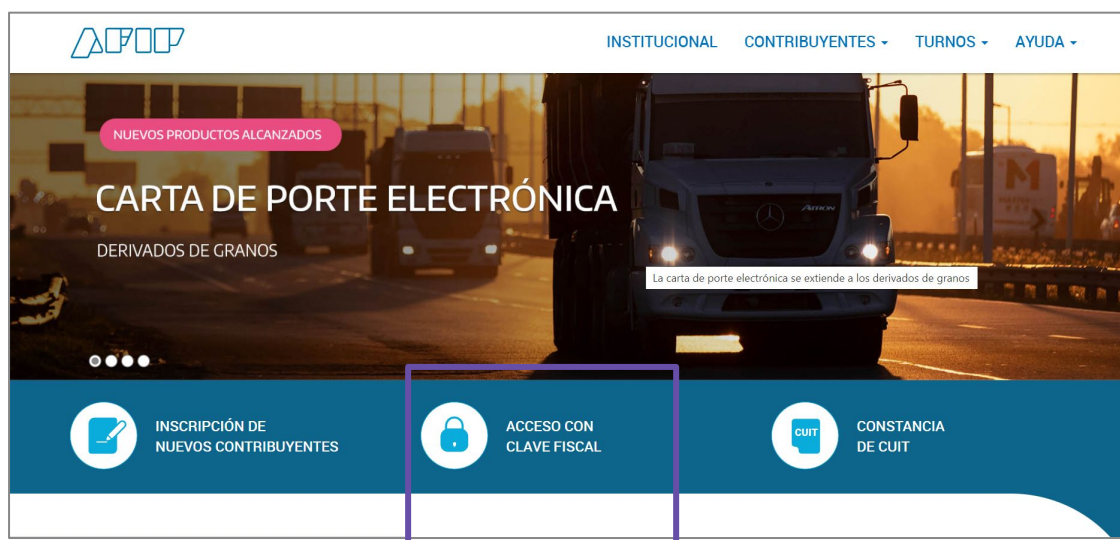 AFIP
INSTITUCIONAL CONTRIBUYENTES TURNOS AYUDA
NUEVOS PRODUCTOS ALCANZADOS
CARTA DE PORTE ELECTRÓNICA
DERIVADOS DE GRANOS
ATRON
M
La carta de porte electrónica se extiende a los derivados de granos
INSCRIPCIÓN DE
NUEVOS CONTRIBUYENTES
ACCESO CON
CLAVE FISCAL
CUIT
CONSTANCIA
DE CUIT